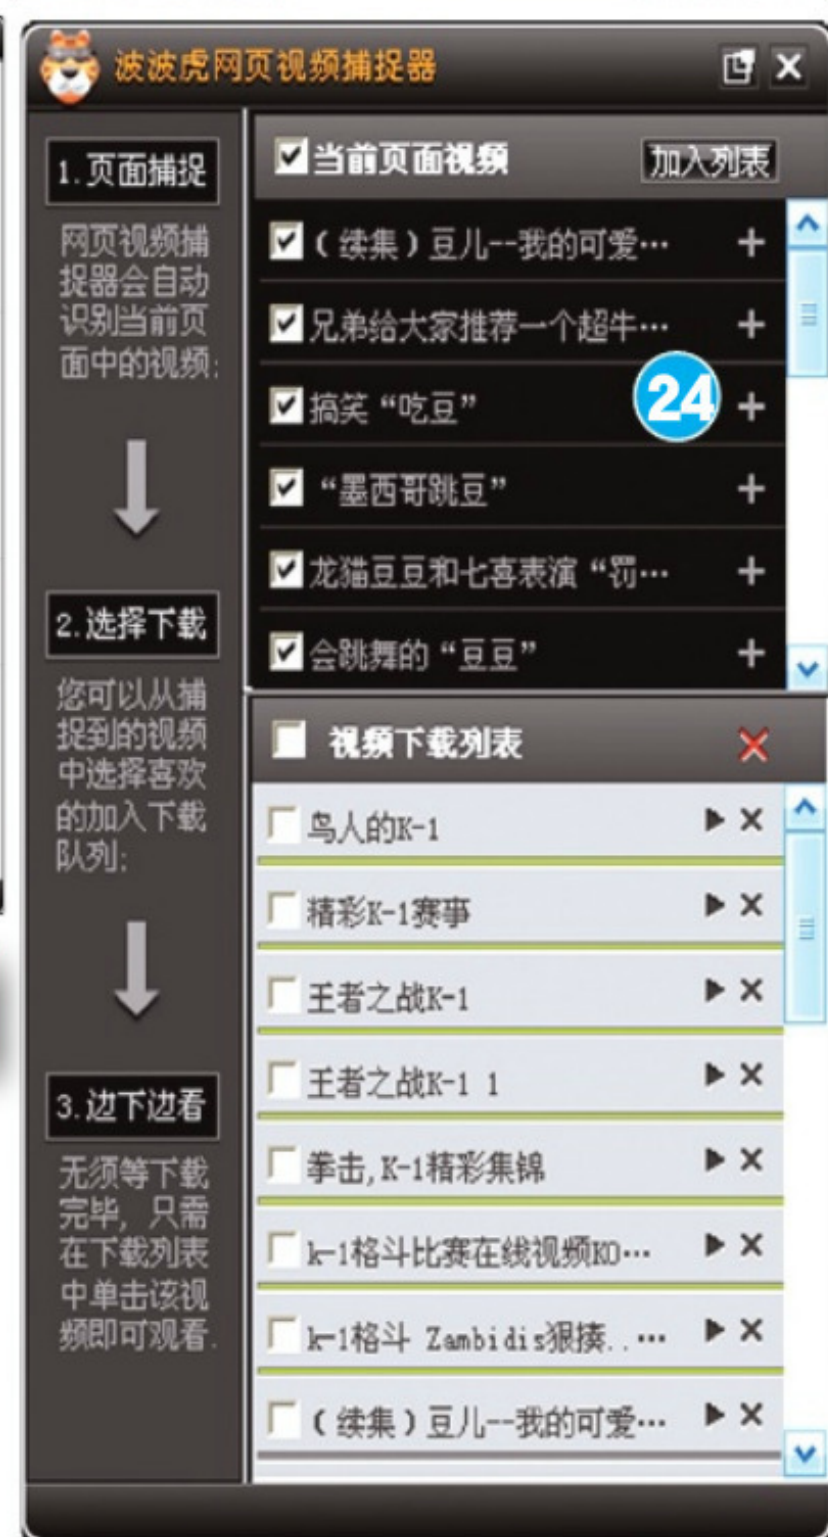 波波虎网页视频捕捉器
1.页面捕捉
网页视频捕
捉器会自动
识别当前页
面中的视频;
2.选择下载
您可以从捕
捉到的视频
中选择喜欢
的加入下载
队列;
3.边下边看
无须等下载
完毕, 只需
在下载列表
中单击该视
频即可观看.
当前页面视频 加入列表
(续集)豆儿--我的可爱…
兄弟给大家推荐一个超牛…
搞笑“吃豆”
24
“墨西哥跳豆”
龙猫豆豆和七喜表演“罚…
会跳舞的“豆豆”
视频下载列表
鸟人的K-1
精彩K-1赛事
王者之战K-1
王者之战K-1 1
拳击,K-1精彩集锦
k-1格斗比赛在线视频KO…
k-1格斗 Zambidis狠揍..…
(续集)豆儿--我的可爱…